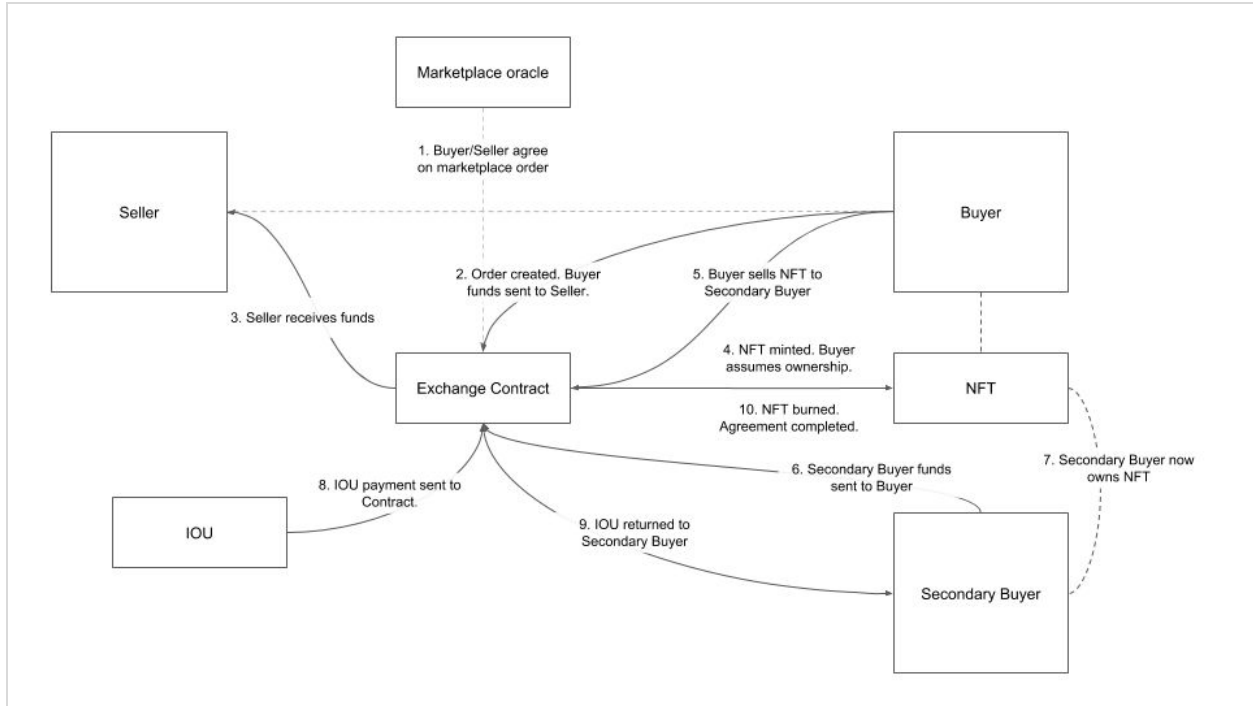 Marketplace oracle
1. Buyer/Seller agree
on marketplace order
Seller
Buyer
2. Order created. Buyer
funds sent to Seller.
5. Buyer sells NFT to
Secondary Buyer
3. Seller receives funds
4. NFT minted. Buyer
assumes ownership.
Exchange Contract
NFT
10. NFT burned.
Agreement completed.
6. Secondary Buyer funds
sent to Buyer
7. Secondary Buyer now
owns NFT
8. IOU payment sent to
Contract.
IOU
9. IOU returned to
Secondary Buyer
Secondary Buyer